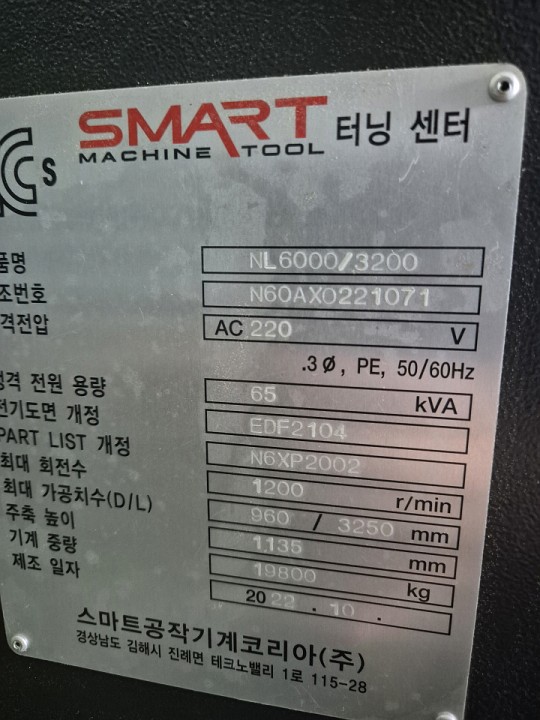 SMART 터닝 센터
MACHINE TOOL
s
품명 NL6000/3200
조번호 N60AX0221071
격전압 AC 220 V
.3Ø, PE, 50/60Hz
정격 전원 용량 65 kVA
전기도면 개정 EDF2104
PART LIST 개정 N6XP2002
최대 회전수 1200 r/min
최대 가공치수(D/L) 960 / 3250 mm
주축 높이 1,135 mm
기계 중량 19800 kg
제조 일자 2022 . 10 .
스마트공작기계코리아(주)
경상남도 김해시 진례면 테크노밸리 1로 115-28